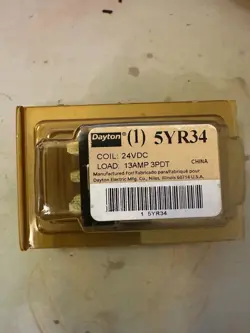 Dayton® (1) 5YR34
COIL: 24VDC
LOAD: 13AMP 3PDT
CHINA
Manufactured For/Fabricado para/Fabriqué pour
Dayton Electric Mfg. Co., Niles, Illinois 60714 U.S.A.
1 5YR34